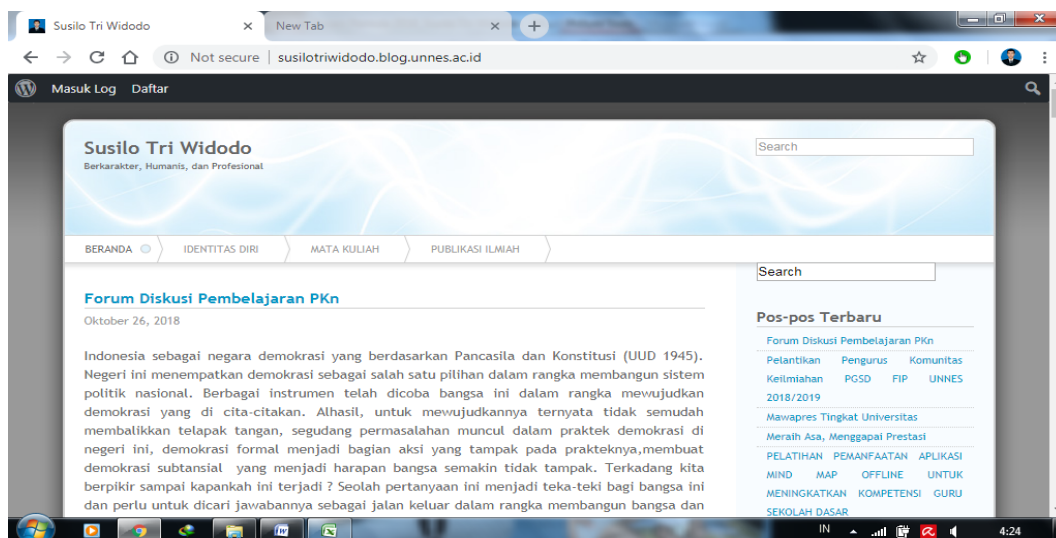 Susilo Tri Widodo
New Tab
Not secure | susilotriwidodo.blog.unnes.ac.id
Masuk Log Daftar
Susilo Tri Widodo
Berkarakter, Humanis, dan Profesional
Search
BERANDA
IDENTITAS DIRI
MATA KULIAH
PUBLIKASI ILMIAH
Search
Forum Diskusi Pembelajaran PKn
Oktober 26, 2018
Indonesia sebagai negara demokrasi yang berdasarkan Pancasila dan Konstitusi (UUD 1945).
Negeri ini menempatkan demokrasi sebagai salah satu pilihan dalam rangka membangun sistem
politik nasional. Berbagai instrumen telah dicoba bangsa ini dalam rangka mewujudkan
demokrasi yang di cita-citakan. Alhasil, untuk mewujudkannya ternyata tidak semudah
membalikkan telapak tangan, segudang permasalahan muncul dalam praktek demokrasi di
negeri ini, demokrasi formal menjadi bagian aksi yang tampak pada prakteknya,membuat
demokrasi subtansial yang menjadi harapan bangsa semakin tidak tampak. Terkadang kita
berpikir sampai kapankah ini terjadi ? Seolah pertanyaan ini menjadi teka-teki bagi bangsa ini
dan perlu untuk dicari jawabannya sebagai jalan keluar dalam rangka membangun bangsa dan
Pos-pos Terbaru
Forum Diskusi Pembelajaran PKn
Pelantikan Pengurus Komunitas
Keilmiahan PGSD FIP UNNES
2018/2019
Mawapres Tingkat Universitas
Meraih Asa, Menggapai Prestasi
PELATIHAN PEMANFAATAN APLIKASI
MIND MAP OFFLINE UNTUK
MENINGKATKAN KOMPETENSI GURU
SEKOLAH DASAR
IN
4:24